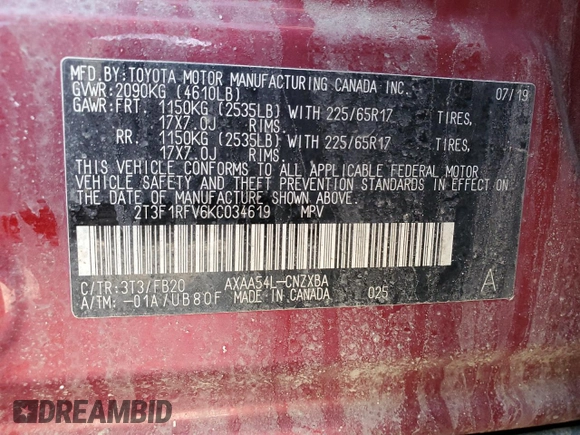 MFD.BY:TOYOTA MOTOR MANUFACTURING CANADA INC. 07/19
GVWR:2090KG (4610LB)
GAWR:FRT. 1150KG (2535LB) WITH 225/65R17 TIRES,
17X7.0J RIMS.
RR. 1150KG (2535LB) WITH 225/65R17 TIRES,
17X7.0J RIMS.
THIS VEHICLE CONFORMS TO ALL APPLICABLE FEDERAL MOTOR
VEHICLE SAFETY AND THEFT PREVENTION STANDARDS IN EFFECT ON
THE DATE OF MANUFACTURE SHOWN ABOVE.
2T3F1RFV6KC034619 MPV
C/TR:3T3/FB20 AXAA54L-CNZXBA A
A/TM:-01A/UB80F MADE IN CANADA 025
DREAMBID